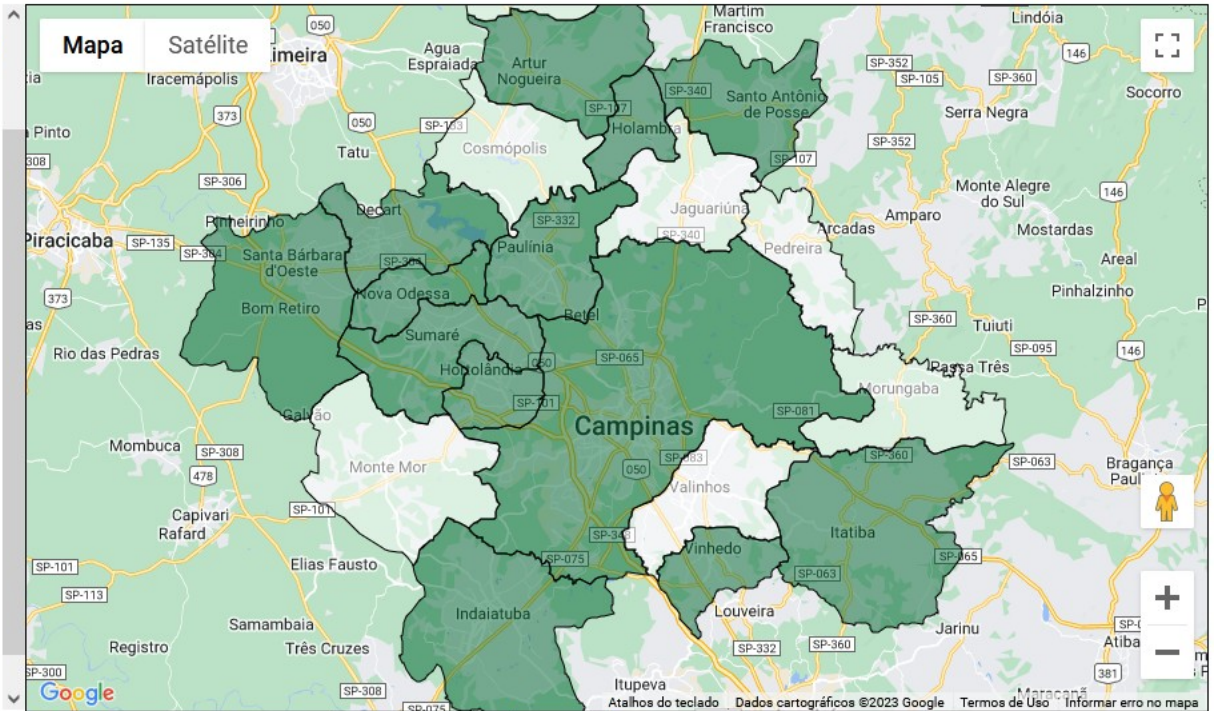 Mapa
Satélite
050
imeira
Iracemápolis
Agua
Espraiada
Artur
Nogueira
Martim
Francisco
Lindóia
146
SP-352
SP-105
SP-360
Socorro
373
050
SP-107
SP-340
Santo Antônio
de Posse
Serra Negra
Pinto
308
Tatu
Cosmópolis
Holambra
SP-352
SP-107
SP-306
Monte Alegre
do Sul
146
Pinheirinho
Decart
SP-332
Jaguariúna
Amparo
Piracicaba
SP-135
SP-304
Paulínia
SP-340
Arcadas
Mostardas
Santa Bárbara
d'Oeste
SP-304
Pedreira
Areal
373
Nova Odessa
Pinhalzinho
Bom Retiro
Betel
SP-360
Tuiuti
as
Sumaré
Rio das Pedras
050
SP-065
SP-095
146
Hortolândia
Passa Três
Morungaba
SP-101
SP-081
Galvão
Campinas
Mombuca
SP-308
SP-360
Monte Mor
050
SP-063
Bragança
478
Valinhos
SP-101
Capivari
Rafard
SP-075
Vinhedo
Itatiba
SP-101
Elias Fausto
SP-063
SP-065
SP-113
Indaiatuba
Louveira
Samambaia
Jarinu
Registro
Três Cruzes
SP-332
SP-360
Atiba
SP-300
381
Itupeva
Google
SP-308
SP-075
Atalhos do teclado
Dados cartográficos ©2023 Google
Termos de Uso
Informar erro no mapa